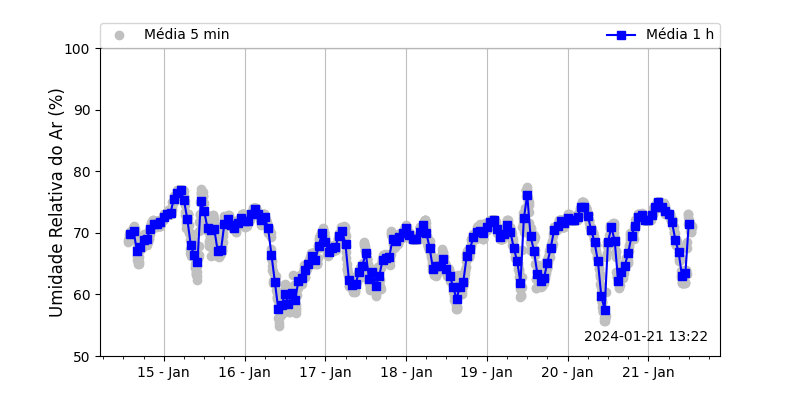 Média 5 min
Média 1 h
100
90
80
70
60
50
Umidade Relativa do Ar (%)
2024-01-21 13:22
15 - Jan
16 - Jan
17 - Jan
18 - Jan
19 - Jan
20 - Jan
21 - Jan